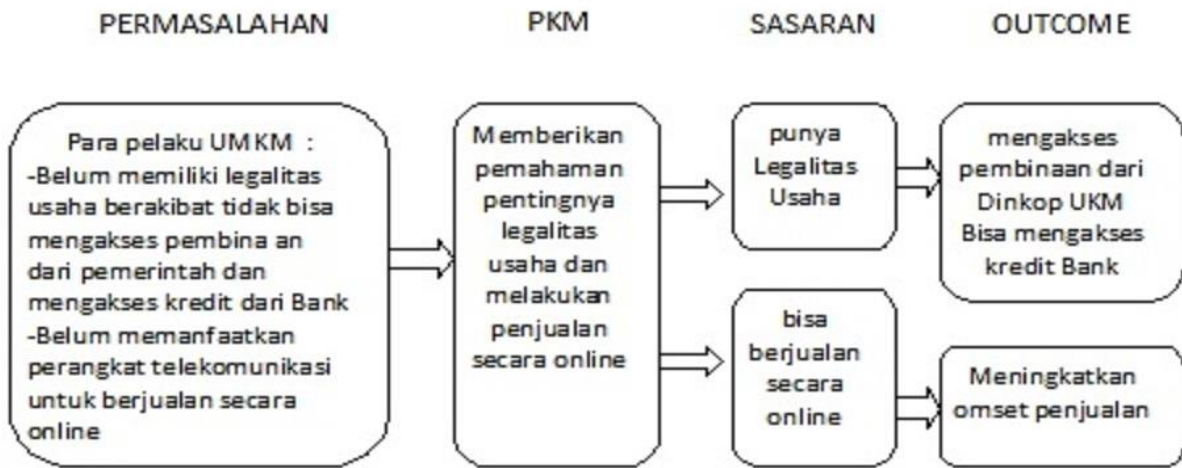 PERMASALAHAN
PKM
SASARAN
OUTCOME
Para pelaku UMKM :
-Belum memiliki legalitas
usaha berakibat tidak bisa
mengakses pembina an
dari pemerintah dan
mengakses kredit dari Bank
-Belum memanfaatkan
perangkat telekomunikasi
untuk berjualan secara
online
Memberikan
pemahaman
pentingnya
legalitas
usaha dan
melakukan
penjualan
secara online
punya
Legalitas
Usaha
mengakses
pembinaan dari
Dinkop UKM
Bisa mengakses
kredit Bank
bisa
berjualan
secara
online
Meningkatkan
omset penjualan